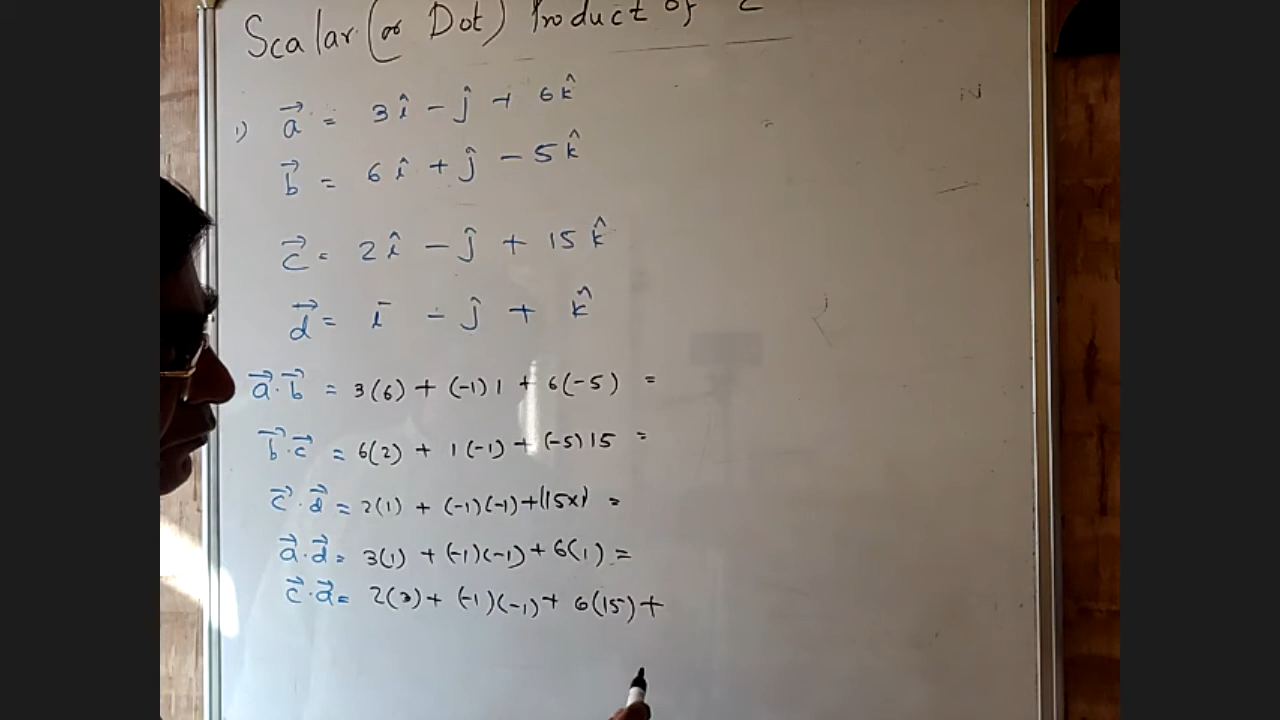 Scalar (or Dot) Product of 2
1) a⃗ = 3î - ĵ + 6k̂
b⃗ = 6î + ĵ - 5k̂
c⃗ = 2î - ĵ + 15k̂
d⃗ = ī - ĵ + k̂
a⃗.b⃗ = 3(6) + (-1)1 + 6(-5) =
b⃗.c⃗ = 6(2) + 1(-1) + (-5)15 =
c⃗.d⃗ = 2(1) + (-1)(-1) + (15x1) =
a⃗.d⃗ = 3(1) + (-1)(-1) + 6(1) =
c⃗.a⃗ = 2(3) + (-1)(-1) + 6(15) +